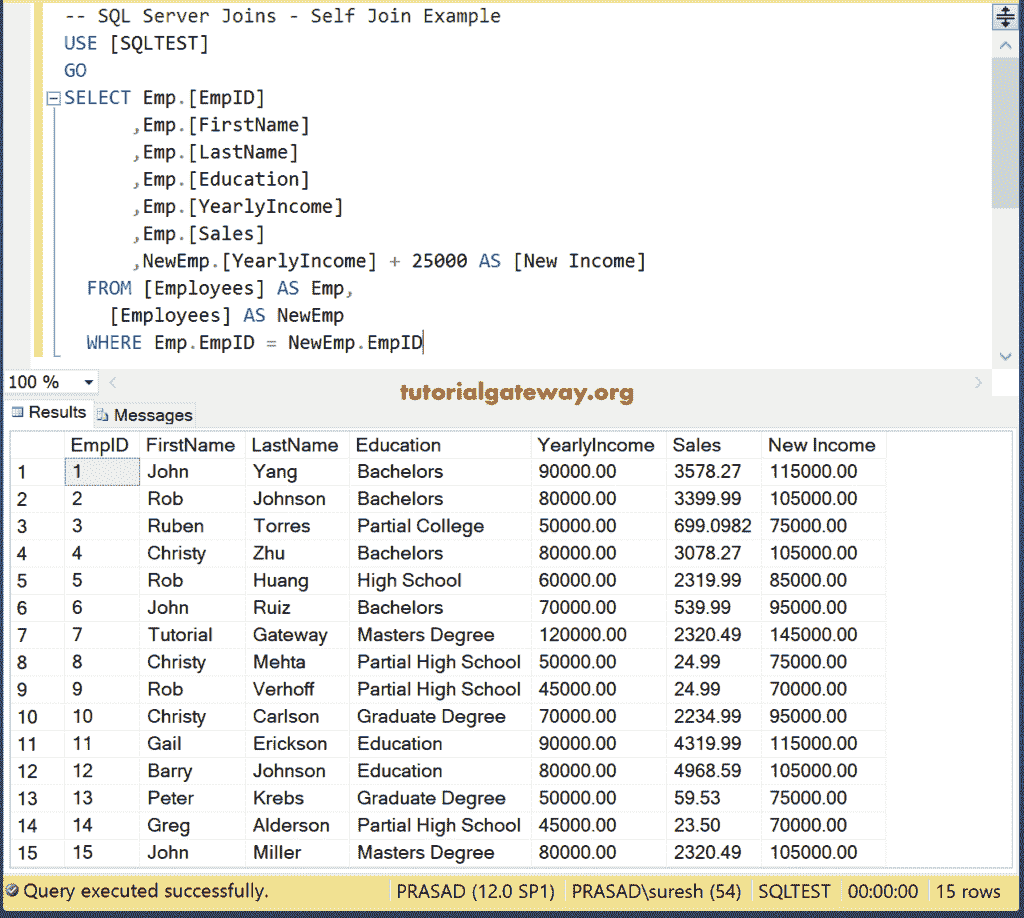 -- SQL Server Joins - Self Join Example
USE [SQLTEST]
GO
SELECT Emp.[EmpID]
,Emp.[FirstName]
,Emp.[LastName]
,Emp.[Education]
,Emp.[YearlyIncome]
,Emp.[Sales]
,NewEmp.[YearlyIncome] + 25000 AS [New Income]
FROM [Employees] AS Emp,
[Employees] AS NewEmp
WHERE Emp.EmpID = NewEmp.EmpID
100 %
tutorialgateway.org
Results Messages
EmpID FirstName LastName Education YearlyIncome Sales New Income
1 1 John Yang Bachelors 90000.00 3578.27 115000.00
2 2 Rob Johnson Bachelors 80000.00 3399.99 105000.00
3 3 Ruben Torres Partial College 50000.00 699.0982 75000.00
4 4 Christy Zhu Bachelors 80000.00 3078.27 105000.00
5 5 Rob Huang High School 60000.00 2319.99 85000.00
6 6 John Ruiz Bachelors 70000.00 539.99 95000.00
7 7 Tutorial Gateway Masters Degree 120000.00 2320.49 145000.00
8 8 Christy Mehta Partial High School 50000.00 24.99 75000.00
9 9 Rob Verhoff Partial High School 45000.00 24.99 70000.00
10 10 Christy Carlson Graduate Degree 70000.00 2234.99 95000.00
11 11 Gail Erickson Education 90000.00 4319.99 115000.00
12 12 Barry Johnson Education 80000.00 4968.59 105000.00
13 13 Peter Krebs Graduate Degree 50000.00 59.53 75000.00
14 14 Greg Alderson Partial High School 45000.00 23.50 70000.00
15 15 John Miller Masters Degree 80000.00 2320.49 105000.00
Query executed successfully. PRASAD (12.0 SP1) PRASAD\suresh (54) SQLTEST 00:00:00 15 rows